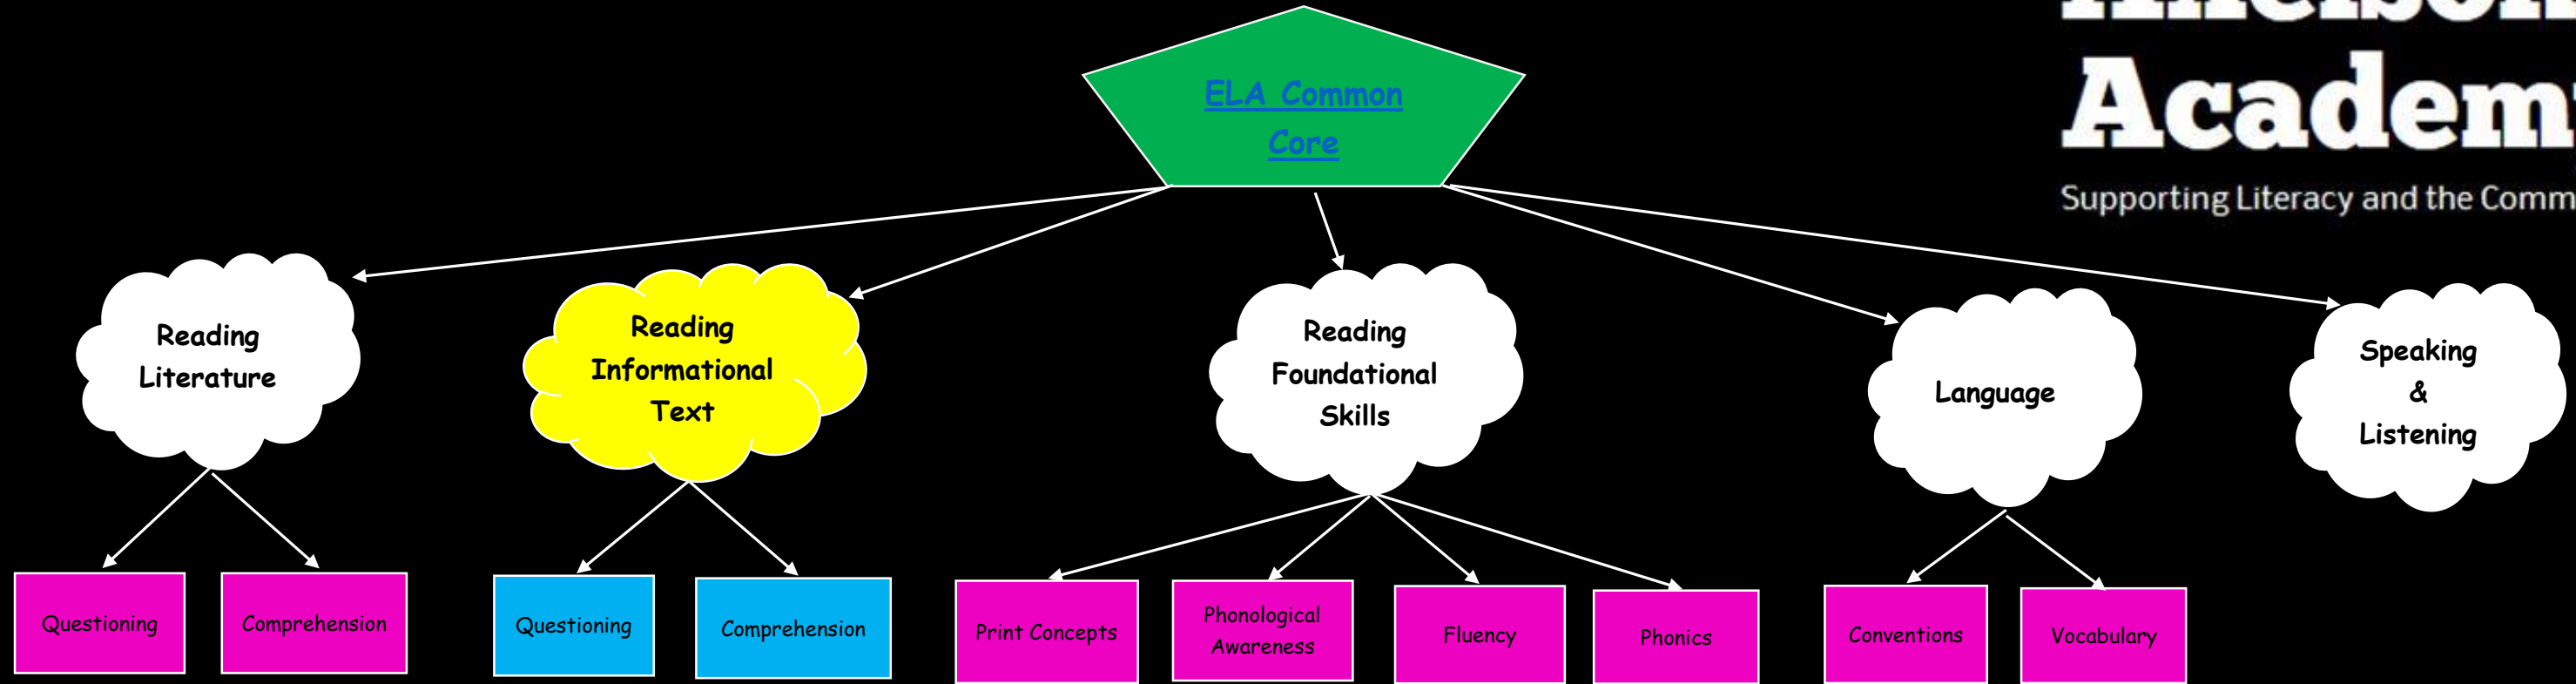 Academ
Supporting Literacy and the Comm
ELA Common
Core
Reading
Literature
Reading
Informational
Text
Reading
Foundational
Skills
Language
Speaking
&
Listening
Questioning
Comprehension
Questioning
Comprehension
Print Concepts
Phonological
Awareness
Fluency
Phonics
Conventions
Vocabulary